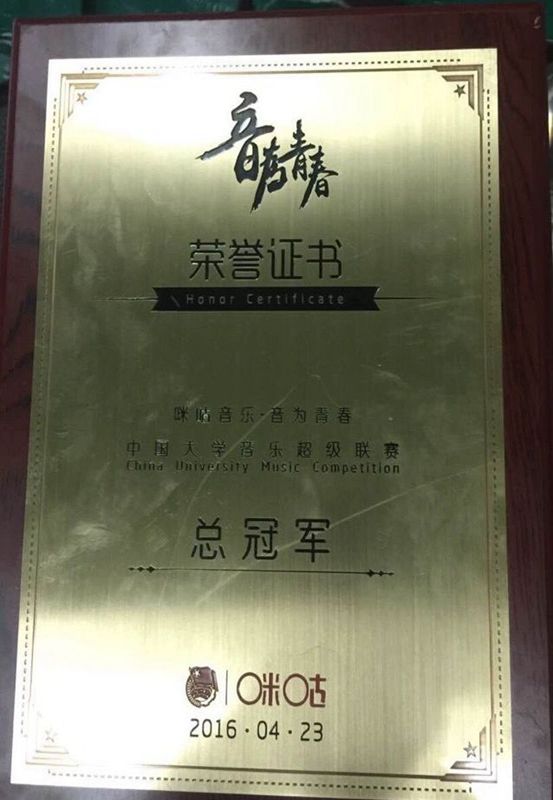 音为青春
荣誉证书
Honor Certificate
咪咕音乐·音为青春
中国大学音乐超级联赛
China University Music Competition
总冠军
咪咕
2016·04·23